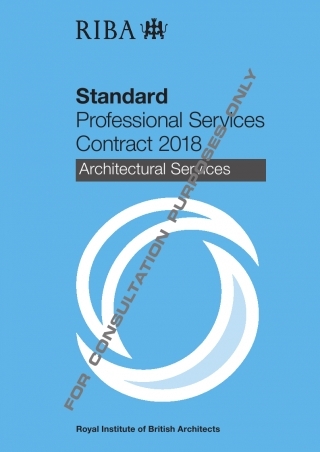 RIBA
Standard
Professional Services
Contract 2018
Architectural Services
FOR CONSULTATION PURPOSES ONLY
Royal Institute of British Architects